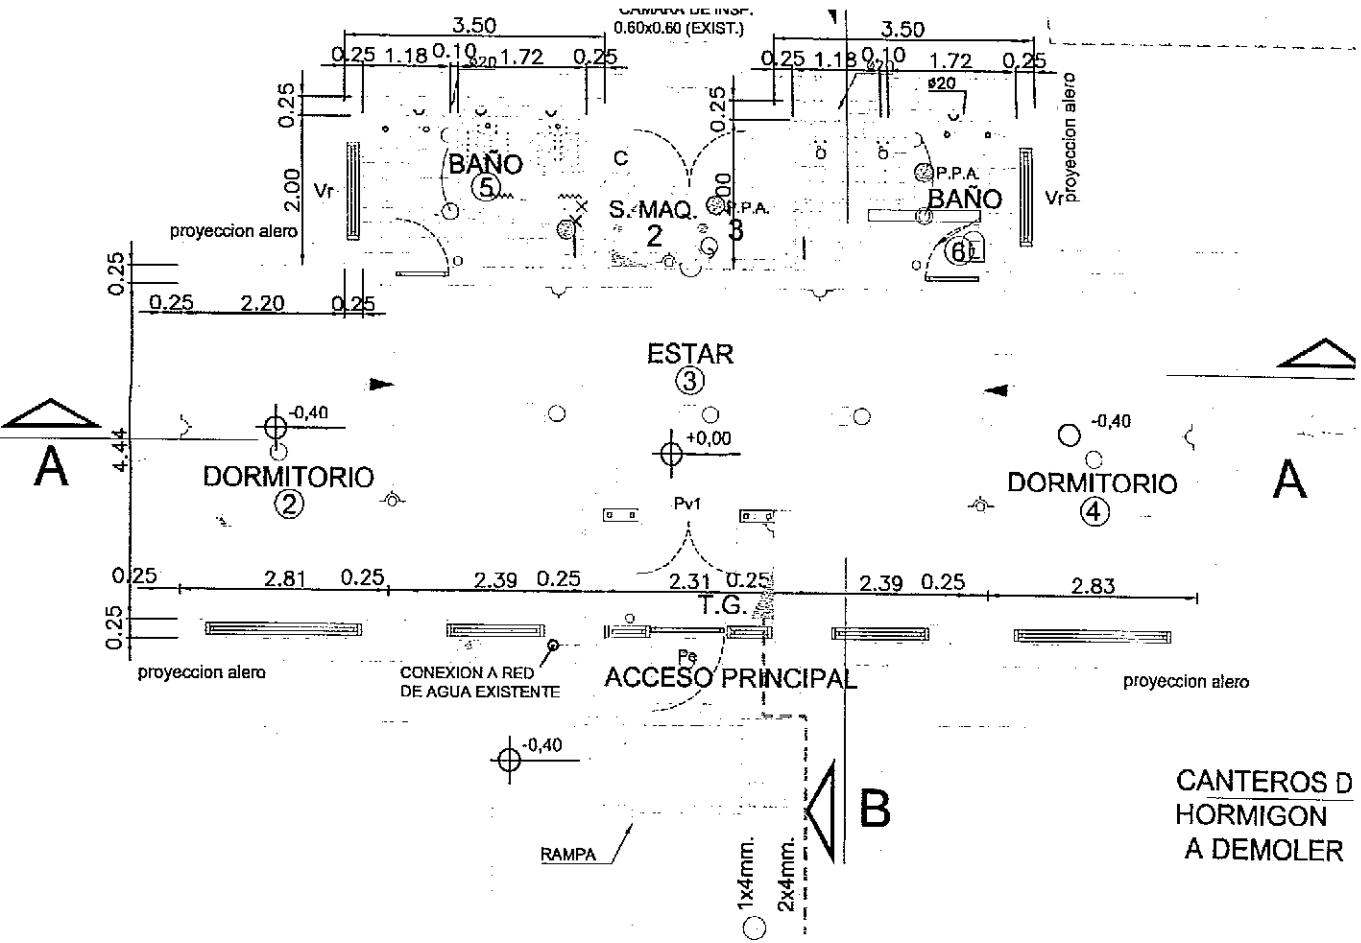 CAMARA DE INSP.
0.60x0.60 (EXIST.)
3.50
3.50
0.25 1.18 0.10 1.72 0.25
ø20
0.25 1.18 0.10 1.72 0.25
ø20
ø20
0.25
0.25
proyeccion alero
BAÑO
5
C
P.P.A.
BAÑO
6
Vr
Vr
2.00
S. MAQ.
2
3
P.P.A.
proyeccion alero
0.25
0.25 2.20 0.25
ESTAR
3
-0,40
+0,00
-0,40
A
4.44
A
DORMITORIO
2
DORMITORIO
4
Pv1
0.25 2.81 0.25 2.39 0.25 2.31 0.25 2.39 0.25 2.83
T.G.
0.25
proyeccion alero
CONEXION A RED
DE AGUA EXISTENTE
Pe
ACCESO PRINCIPAL
proyeccion alero
-0,40
B
CANTEROS D
HORMIGON
A DEMOLER
RAMPA
1x4mm.
2x4mm.